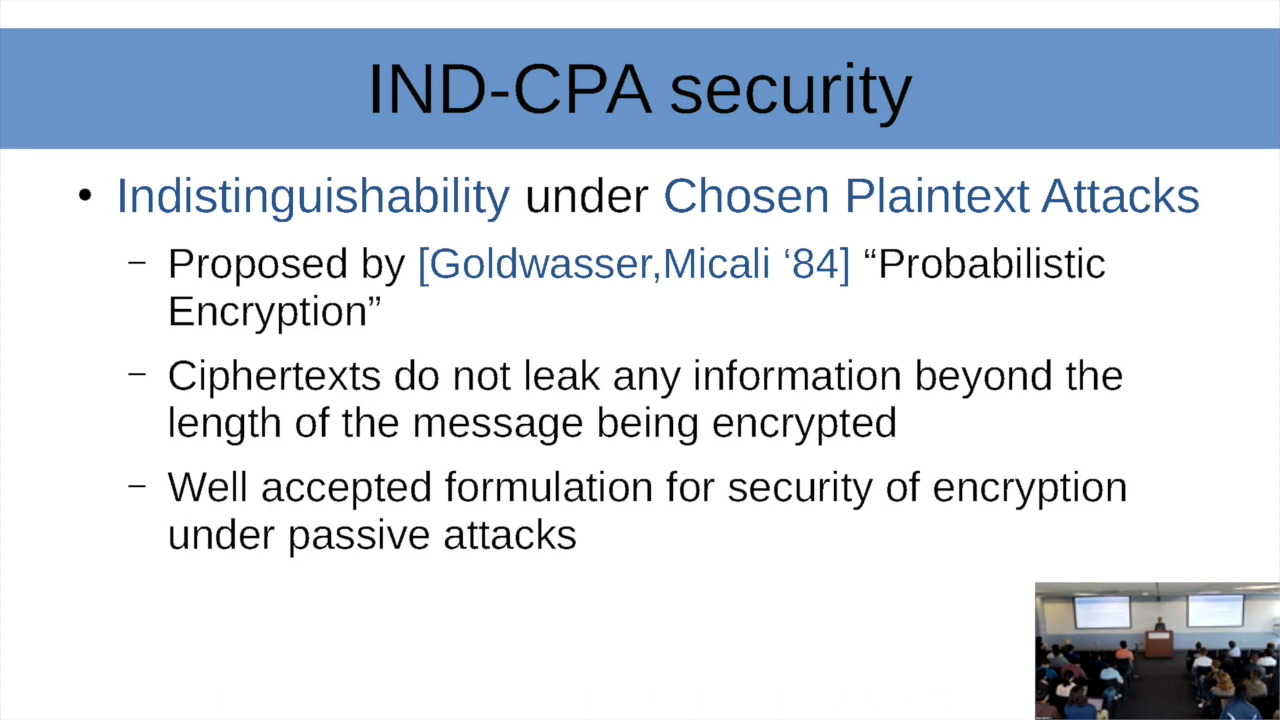 IND-CPA security
• Indistinguishability under Chosen Plaintext Attacks
– Proposed by [Goldwasser,Micali ‘84] “Probabilistic
Encryption”
– Ciphertexts do not leak any information beyond the
length of the message being encrypted
– Well accepted formulation for security of encryption
under passive attacks